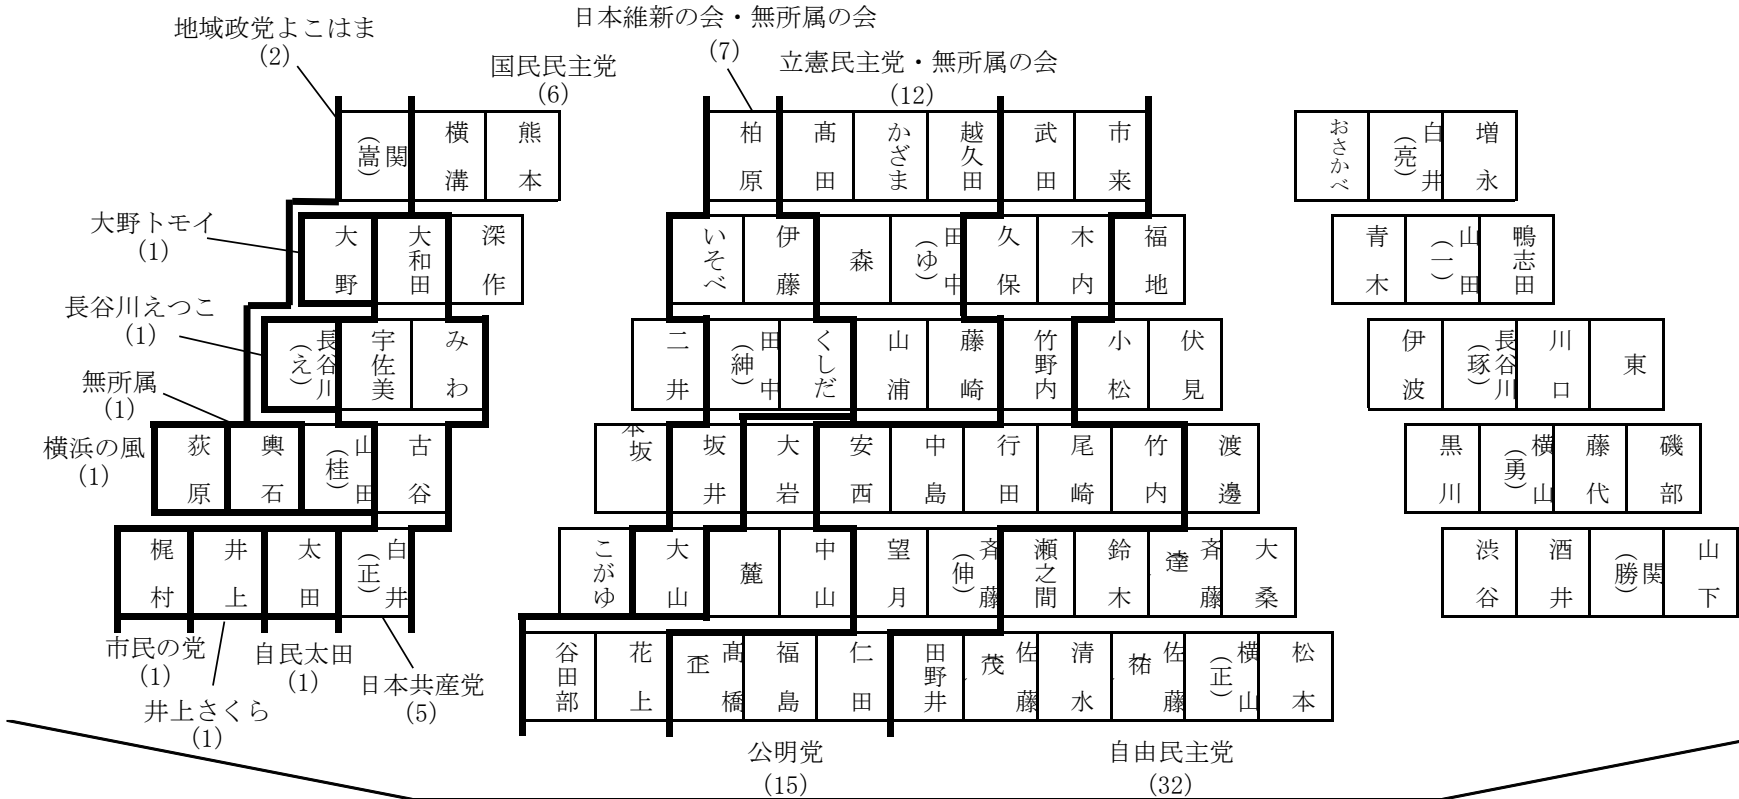 日本維新の会・無所属の会
(7)
地域政党よこはま
(2)
国民民主党
(6)
立憲民主党・無所属の会
(12)
関(嵩) 横溝 熊本 柏原 髙田 かざま 越久田 武田 市来 おさかべ 白井(亮) 増永
大野トモイ
(1)
大野 大和田 深作 いそべ 伊藤 森 田中(ゆ) 久保 木内 福地 青木 山田(一) 鴨志田
長谷川えつこ
(1)
長谷川(え) 宇佐美 みわ 二井 田中(紳) くしだ 山浦 藤崎 竹野内 小松 伏見 伊波 長谷川(琢) 川口 東
無所属
(1)
横浜の風
(1)
荻原 輿石 山田(桂) 古谷 本坂 坂井 大岩 安西 中島 行田 尾崎 竹内 渡邊 黒川 横山(勇) 藤代 磯部
梶村 井上 太田 白井(正) こがゆ 大山 麓 中山 望月 斉藤(伸) 瀬之間 鈴木 斉藤(達) 大桑 渋谷 酒井 関(勝) 山下
谷田部 花上 髙橋(正) 福島 仁田 田野井 佐藤(茂) 清水 佐藤(祐) 横山(正) 松本
市民の党
(1)
自民太田
(1)
日本共産党
(5)
井上さくら
(1)
公明党
(15)
自由民主党
(32)